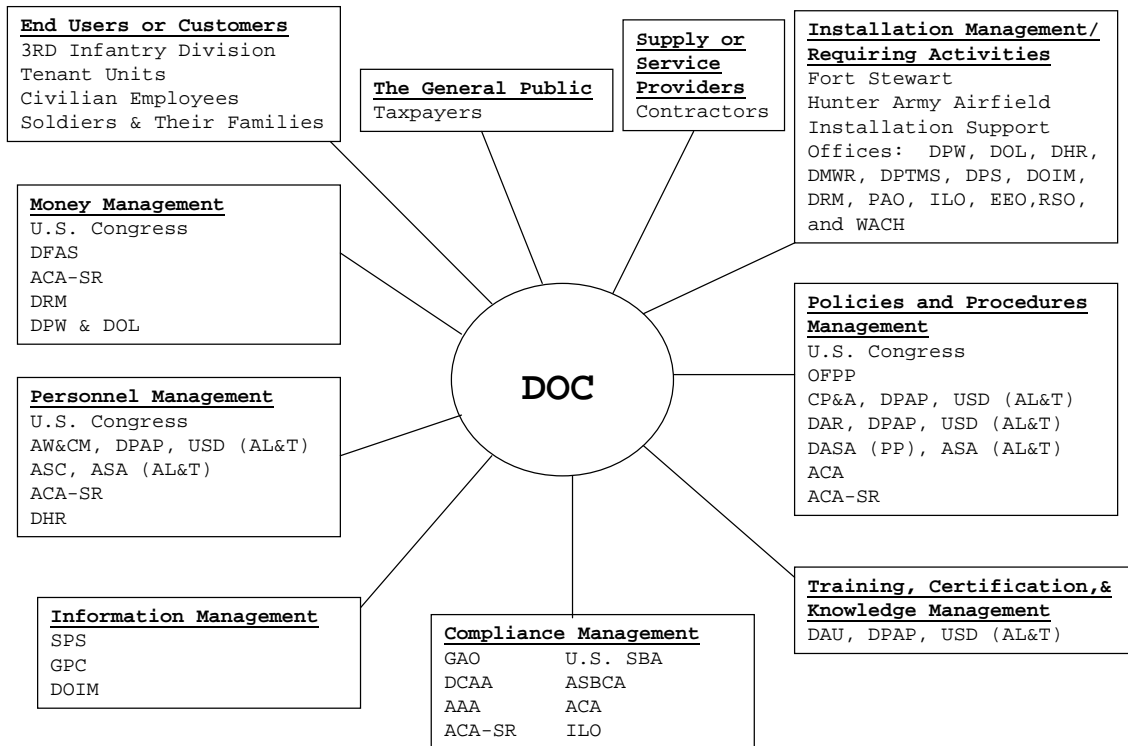 End Users or Customers
3RD Infantry Division
Tenant Units
Civilian Employees
Soldiers & Their Families
The General Public
Taxpayers
Supply or
Service
Providers
Contractors
Installation Management/
Requiring Activities
Fort Stewart
Hunter Army Airfield
Installation Support
Offices: DPW, DOL, DHR,
DMWR, DPTMS, DPS, DOIM,
DRM, PAO, ILO, EEO,RSO,
and WACH
Money Management
U.S. Congress
DFAS
ACA-SR
DRM
DPW & DOL
DOC
Policies and Procedures
Management
U.S. Congress
OFPP
CP&A, DPAP, USD (AL&T)
DAR, DPAP, USD (AL&T)
DASA (PP), ASA (AL&T)
ACA
ACA-SR
Personnel Management
U.S. Congress
AW&CM, DPAP, USD (AL&T)
ASC, ASA (AL&T)
ACA-SR
DHR
Information Management
SPS
GPC
DOIM
Compliance Management
GAO U.S. SBA
DCAA ASBCA
AAA ACA
ACA-SR ILO
Training, Certification,&
Knowledge Management
DAU, DPAP, USD (AL&T)